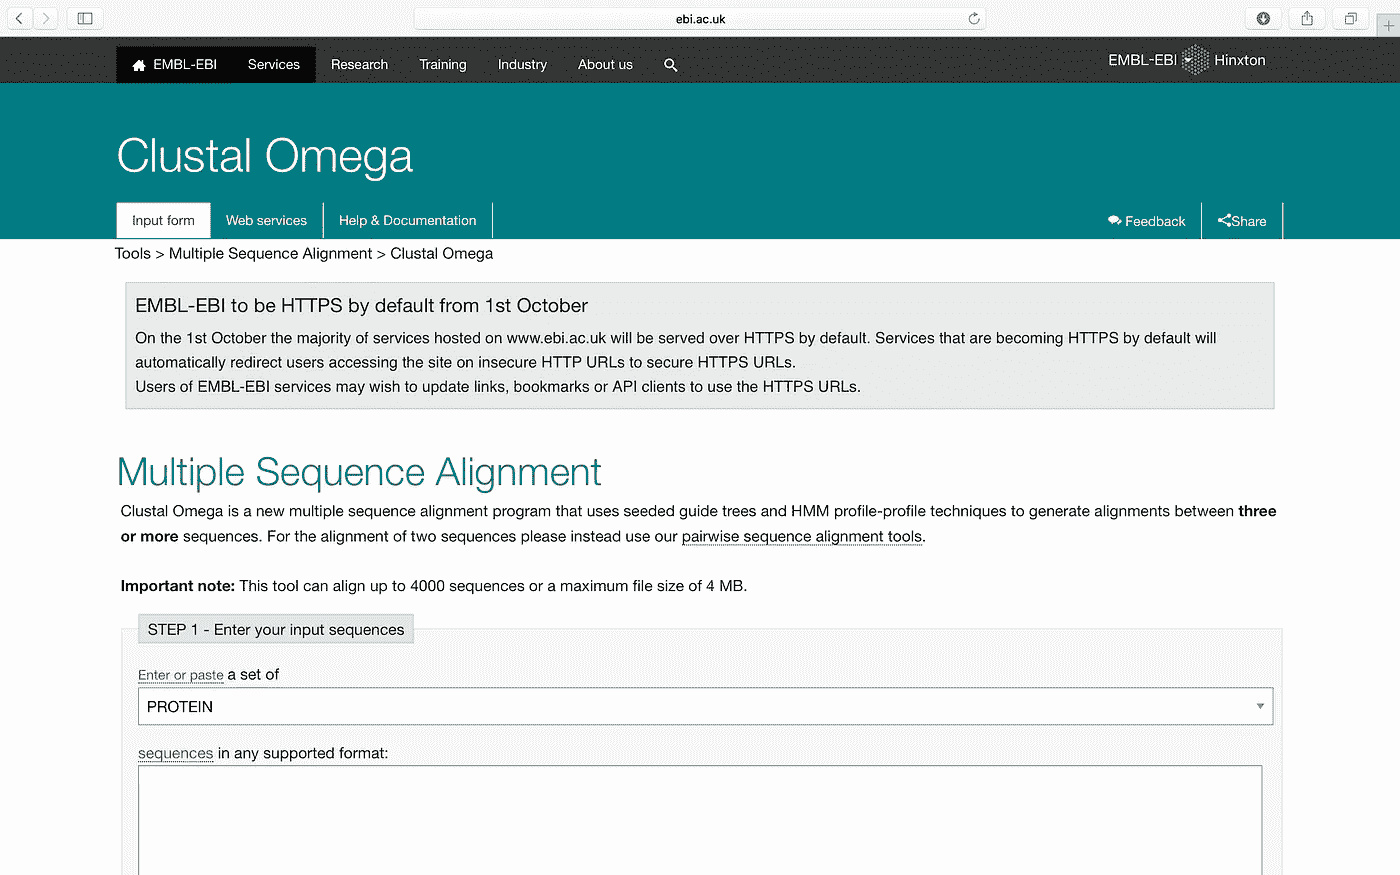 ebi.ac.uk
EMBL-EBI Services Research Training Industry About us EMBL-EBI Hinxton
Clustal Omega
Input form Web services Help & Documentation Feedback Share
Tools > Multiple Sequence Alignment > Clustal Omega
EMBL-EBI to be HTTPS by default from 1st October
On the 1st October the majority of services hosted on www.ebi.ac.uk will be served over HTTPS by default. Services that are becoming HTTPS by default will
automatically redirect users accessing the site on insecure HTTP URLs to secure HTTPS URLs.
Users of EMBL-EBI services may wish to update links, bookmarks or API clients to use the HTTPS URLs.
Multiple Sequence Alignment
Clustal Omega is a new multiple sequence alignment program that uses seeded guide trees and HMM profile-profile techniques to generate alignments between three
or more sequences. For the alignment of two sequences please instead use our pairwise sequence alignment tools.
Important note: This tool can align up to 4000 sequences or a maximum file size of 4 MB.
STEP 1 - Enter your input sequences
Enter or paste a set of
PROTEIN
sequences in any supported format: